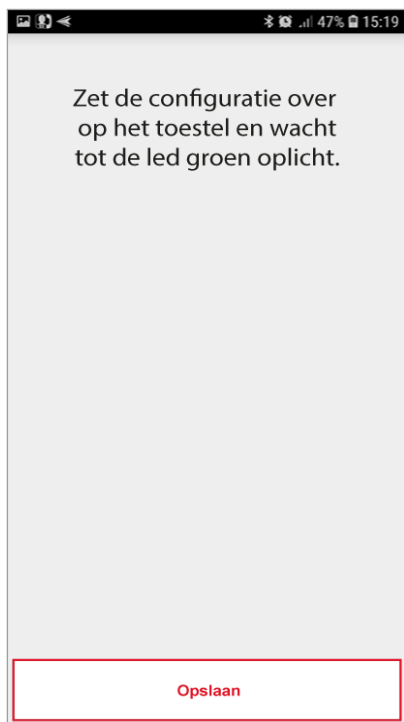 47% 15:19
Zet de configuratie over
op het toestel en wacht
tot de led groen oplicht.
Opslaan